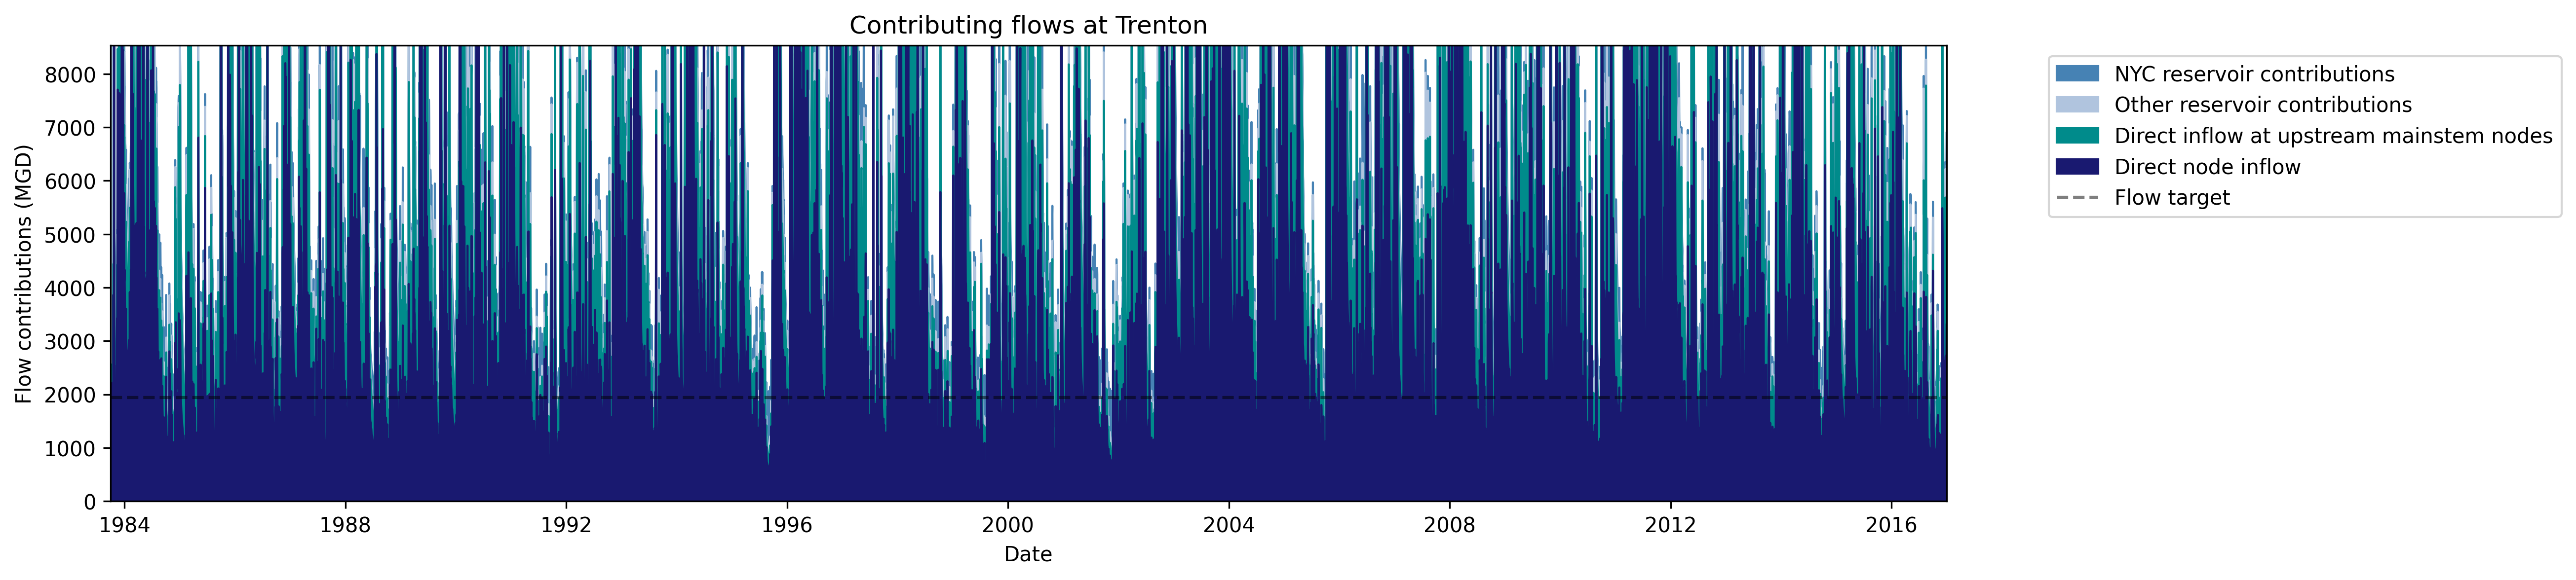 Contributing flows at Trenton
Flow contributions (MGD)
8000
7000
6000
5000
4000
3000
2000
1000
0
1984
1988
1992
1996
2000
2004
2008
2012
2016
Date
NYC reservoir contributions
Other reservoir contributions
Direct inflow at upstream mainstem nodes
Direct node inflow
Flow target